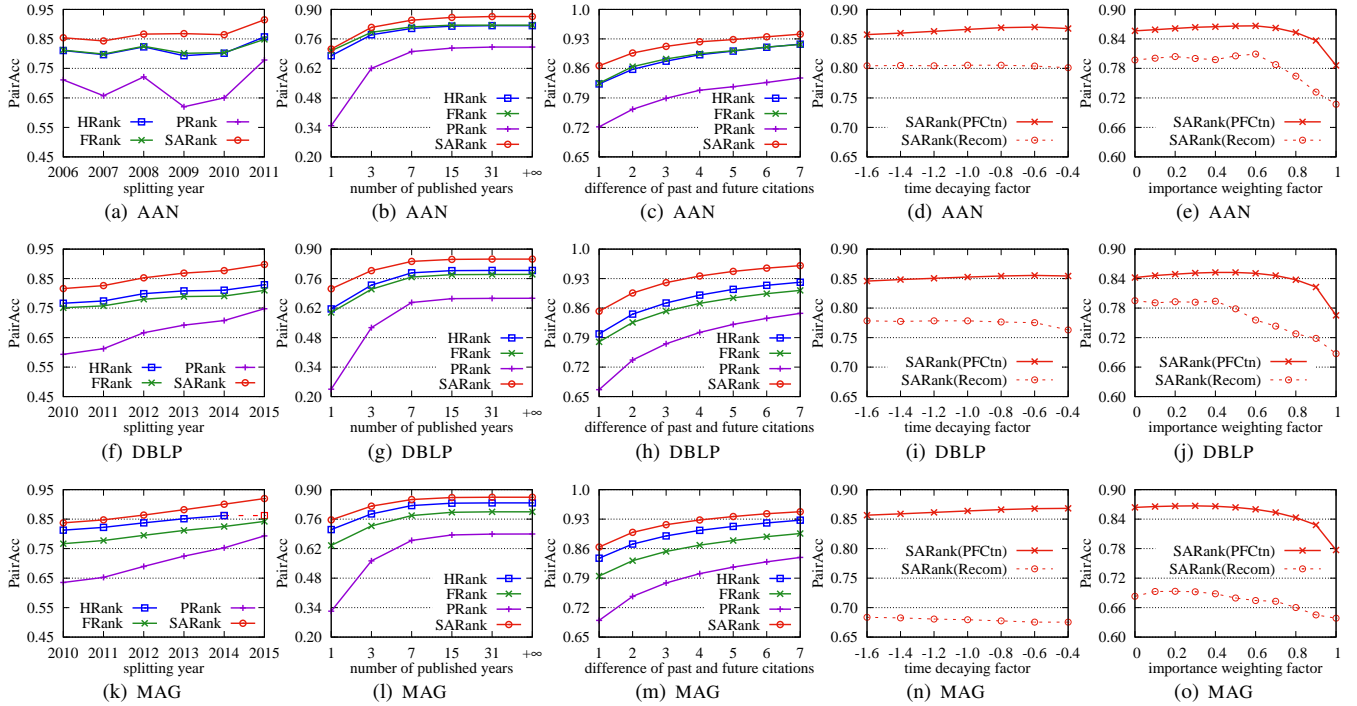 0.95
0.85
0.75
0.65
0.55
0.45
PairAcc
HRank
FRank
PRank
SARank
2006 2007 2008 2009 2010 2011
splitting year
(a) AAN
0.90
0.76
0.62
0.48
0.34
0.20
PairAcc
HRank
FRank
PRank
SARank
1 3 7 15 31 +∞
number of published years
(b) AAN
1.0
0.93
0.86
0.79
0.72
0.65
PairAcc
HRank
FRank
PRank
SARank
1 2 3 4 5 6 7
difference of past and future citations
(c) AAN
0.90
0.85
0.80
0.75
0.70
0.65
PairAcc
SARank(PFCtn)
SARank(Recom)
-1.6 -1.4 -1.2 -1.0 -0.8 -0.6 -0.4
time decaying factor
(d) AAN
0.90
0.84
0.78
0.72
0.66
0.60
PairAcc
SARank(PFCtn)
SARank(Recom)
0 0.2 0.4 0.6 0.8 1
importance weighting factor
(e) AAN
0.95
0.85
0.75
0.65
0.55
0.45
PairAcc
HRank
FRank
PRank
SARank
2010 2011 2012 2013 2014 2015
splitting year
(f) DBLP
0.90
0.76
0.62
0.48
0.34
0.20
PairAcc
HRank
FRank
PRank
SARank
1 3 7 15 31 +∞
number of published years
(g) DBLP
1.0
0.93
0.86
0.79
0.72
0.65
PairAcc
HRank
FRank
PRank
SARank
1 2 3 4 5 6 7
difference of past and future citations
(h) DBLP
0.90
0.85
0.80
0.75
0.70
0.65
PairAcc
SARank(PFCtn)
SARank(Recom)
-1.6 -1.4 -1.2 -1.0 -0.8 -0.6 -0.4
time decaying factor
(i) DBLP
0.90
0.84
0.78
0.72
0.66
0.60
PairAcc
SARank(PFCtn)
SARank(Recom)
0 0.2 0.4 0.6 0.8 1
importance weighting factor
(j) DBLP
0.95
0.85
0.75
0.65
0.55
0.45
PairAcc
HRank
FRank
PRank
SARank
2010 2011 2012 2013 2014 2015
splitting year
(k) MAG
0.90
0.76
0.62
0.48
0.34
0.20
PairAcc
HRank
FRank
PRank
SARank
1 3 7 15 31 +∞
number of published years
(l) MAG
1.0
0.93
0.86
0.79
0.72
0.65
PairAcc
HRank
FRank
PRank
SARank
1 2 3 4 5 6 7
difference of past and future citations
(m) MAG
0.90
0.85
0.80
0.75
0.70
0.65
PairAcc
SARank(PFCtn)
SARank(Recom)
-1.6 -1.4 -1.2 -1.0 -0.8 -0.6 -0.4
time decaying factor
(n) MAG
0.90
0.84
0.78
0.72
0.66
0.60
PairAcc
SARank(PFCtn)
SARank(Recom)
0 0.2 0.4 0.6 0.8 1
importance weighting factor
(o) MAG